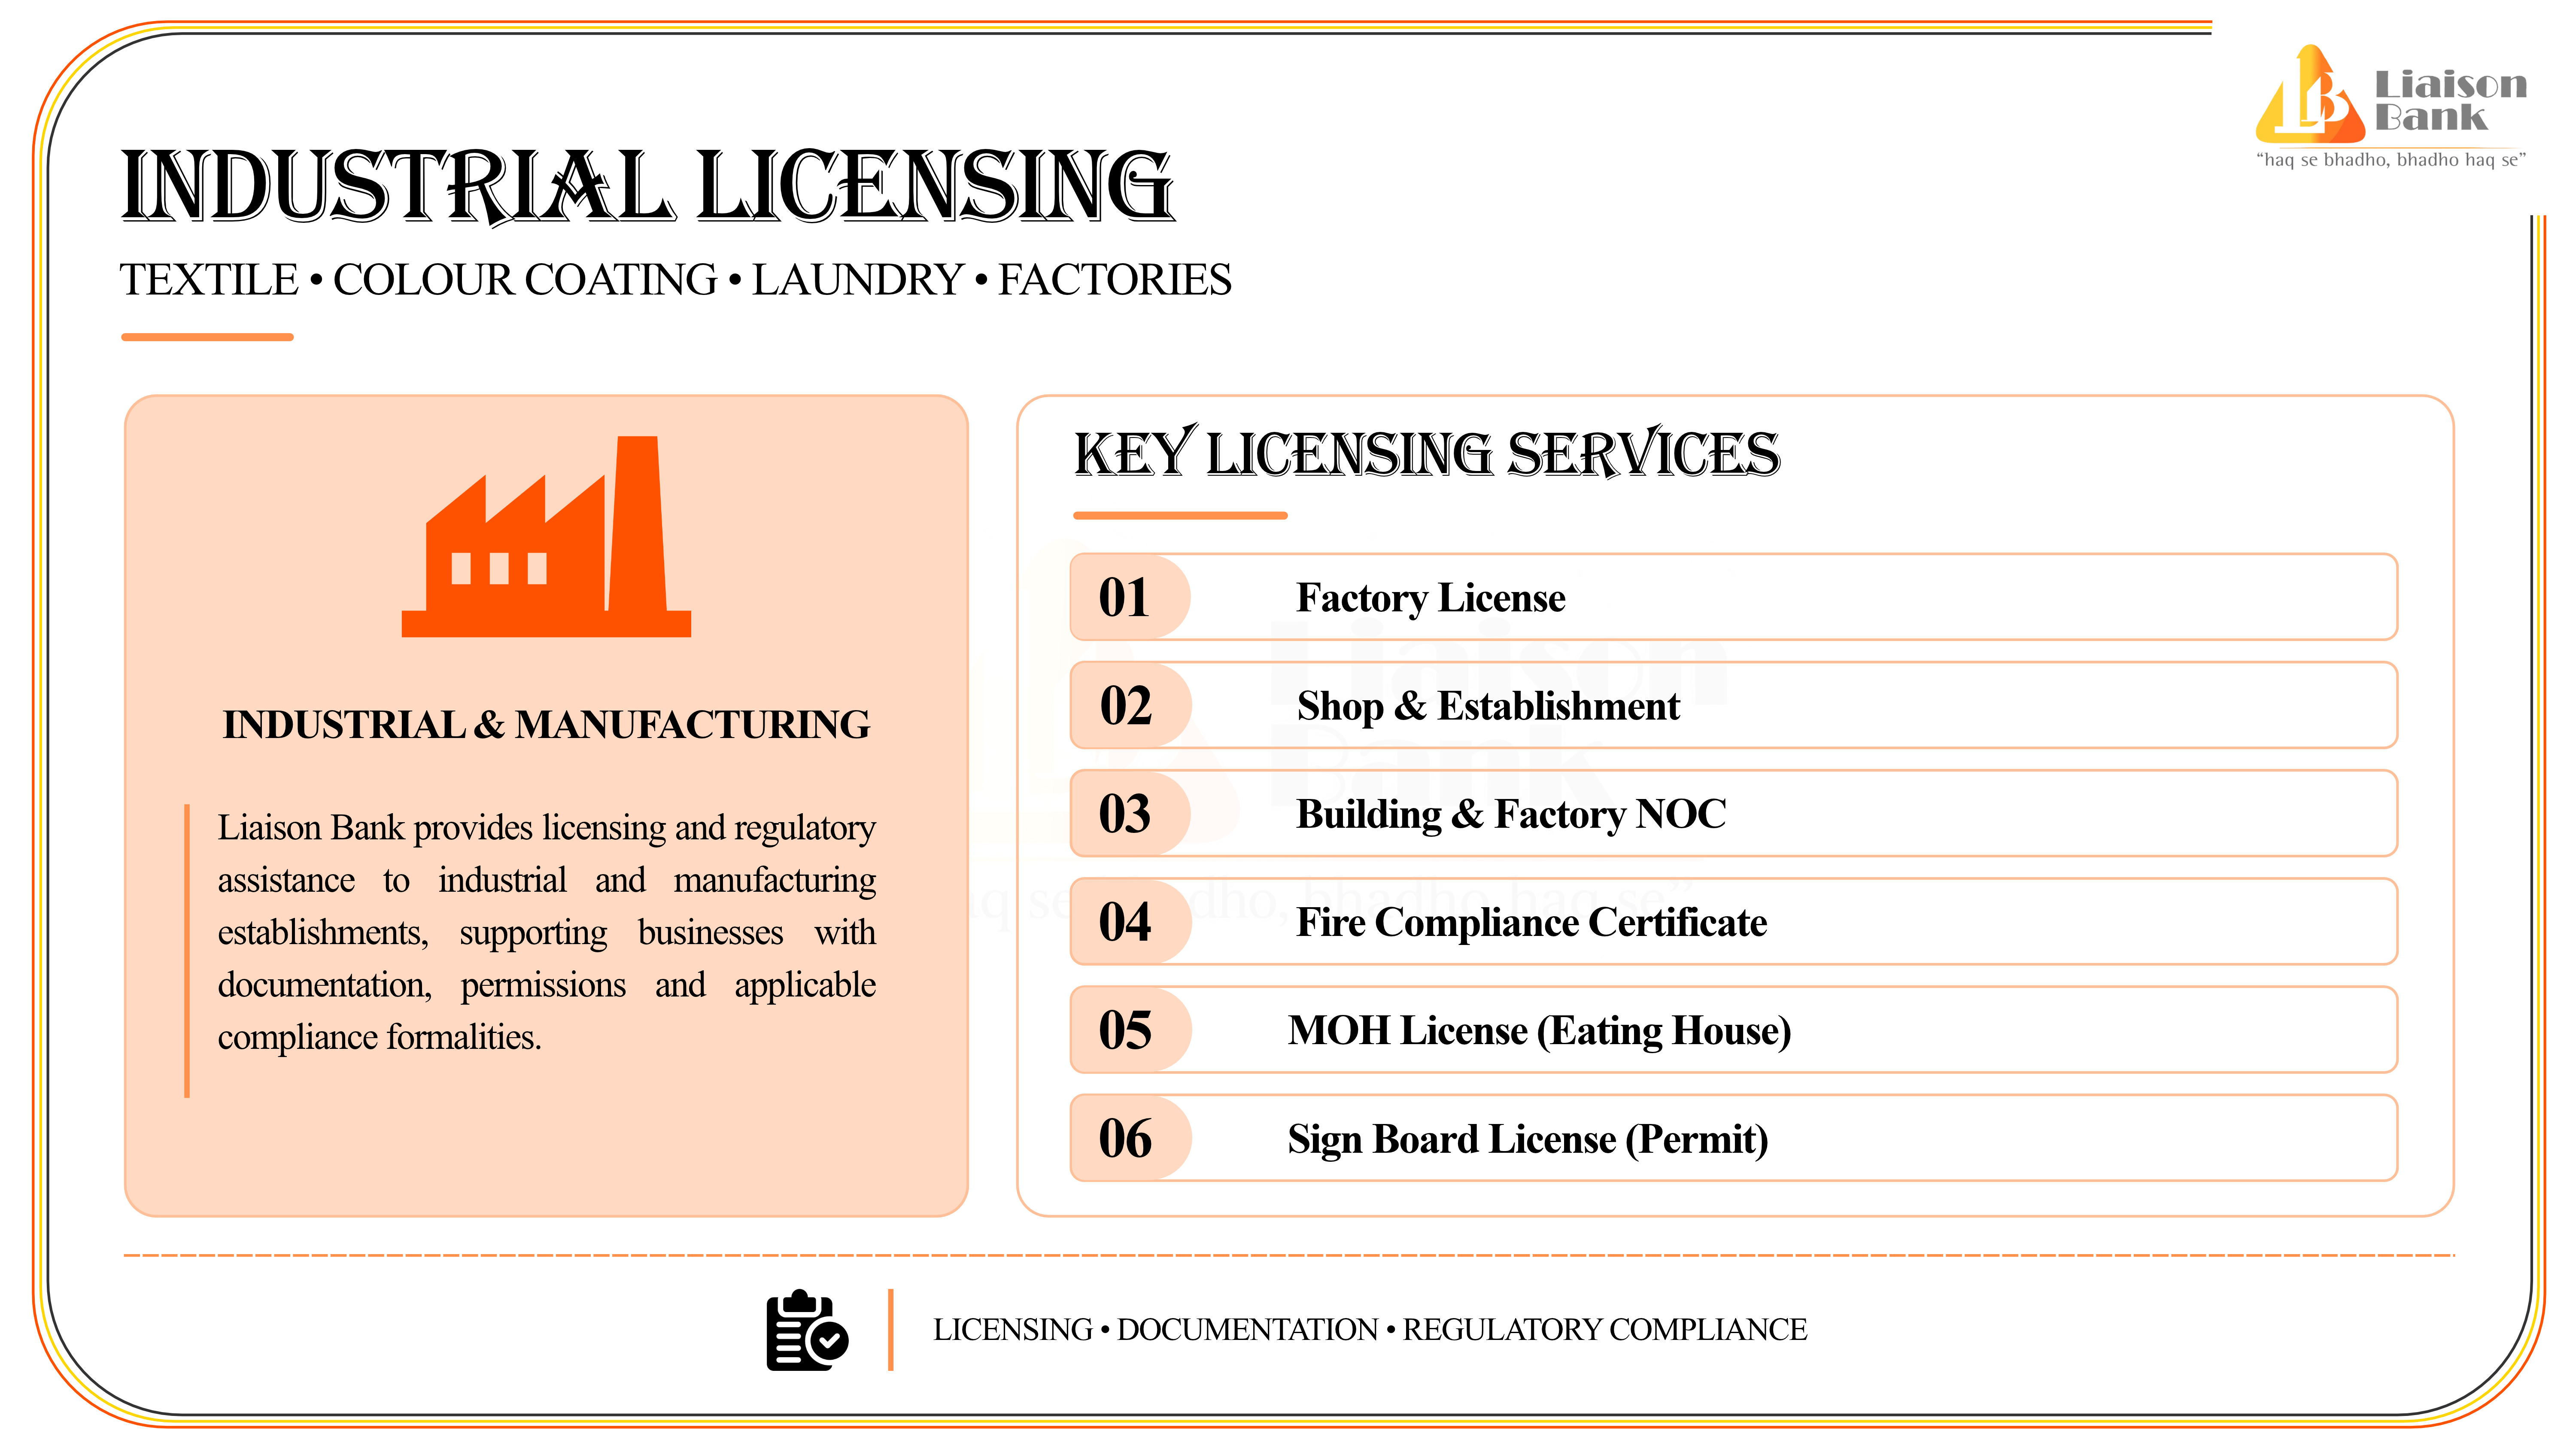 Liaison
Bank
“haq se bhadho, bhadho haq se”
INDUSTRIAL LICENSING
TEXTILE • COLOUR COATING • LAUNDRY • FACTORIES
INDUSTRIAL & MANUFACTURING
Liaison Bank provides licensing and regulatory
assistance to industrial and manufacturing
establishments, supporting businesses with
documentation, permissions and applicable
compliance formalities.
KEY LICENSING SERVICES
01 Factory License
02 Shop & Establishment
03 Building & Factory NOC
04 Fire Compliance Certificate
05 MOH License (Eating House)
06 Sign Board License (Permit)
LICENSING • DOCUMENTATION • REGULATORY COMPLIANCE